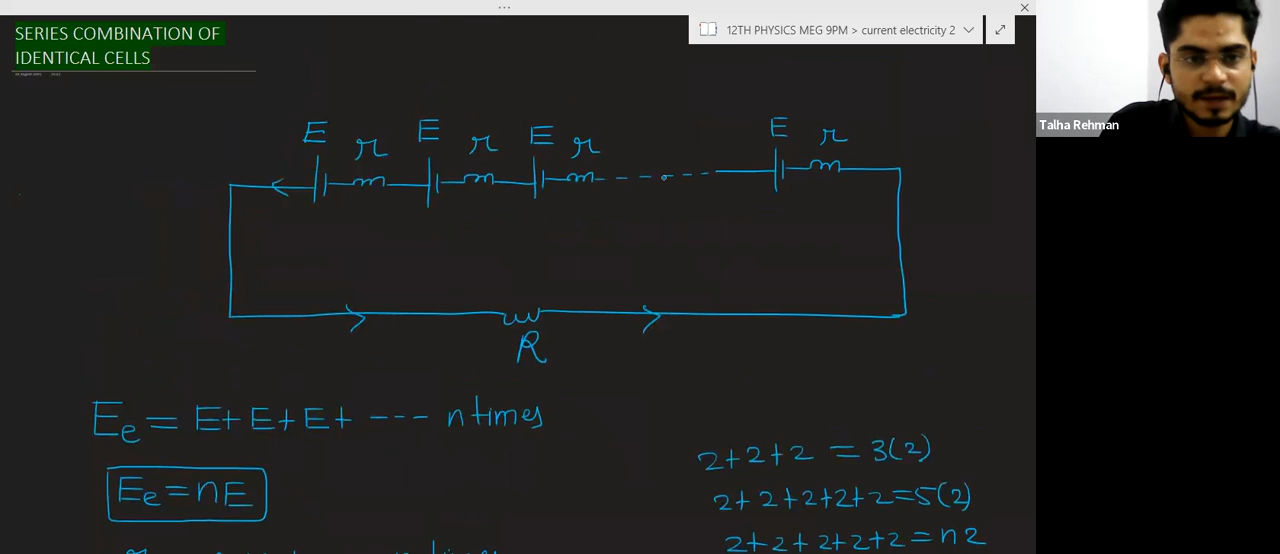 SERIES COMBINATION OF
IDENTICAL CELLS
12TH PHYSICS MEG 9PM > current electricity 2
Talha Rehman
E r E r E r E r
R
Ee = E+E+E+ --- n times
Ee = nE
2+2+2 = 3(2)
2+2+2+2+2=5(2)
2+2+2+2+2=n2